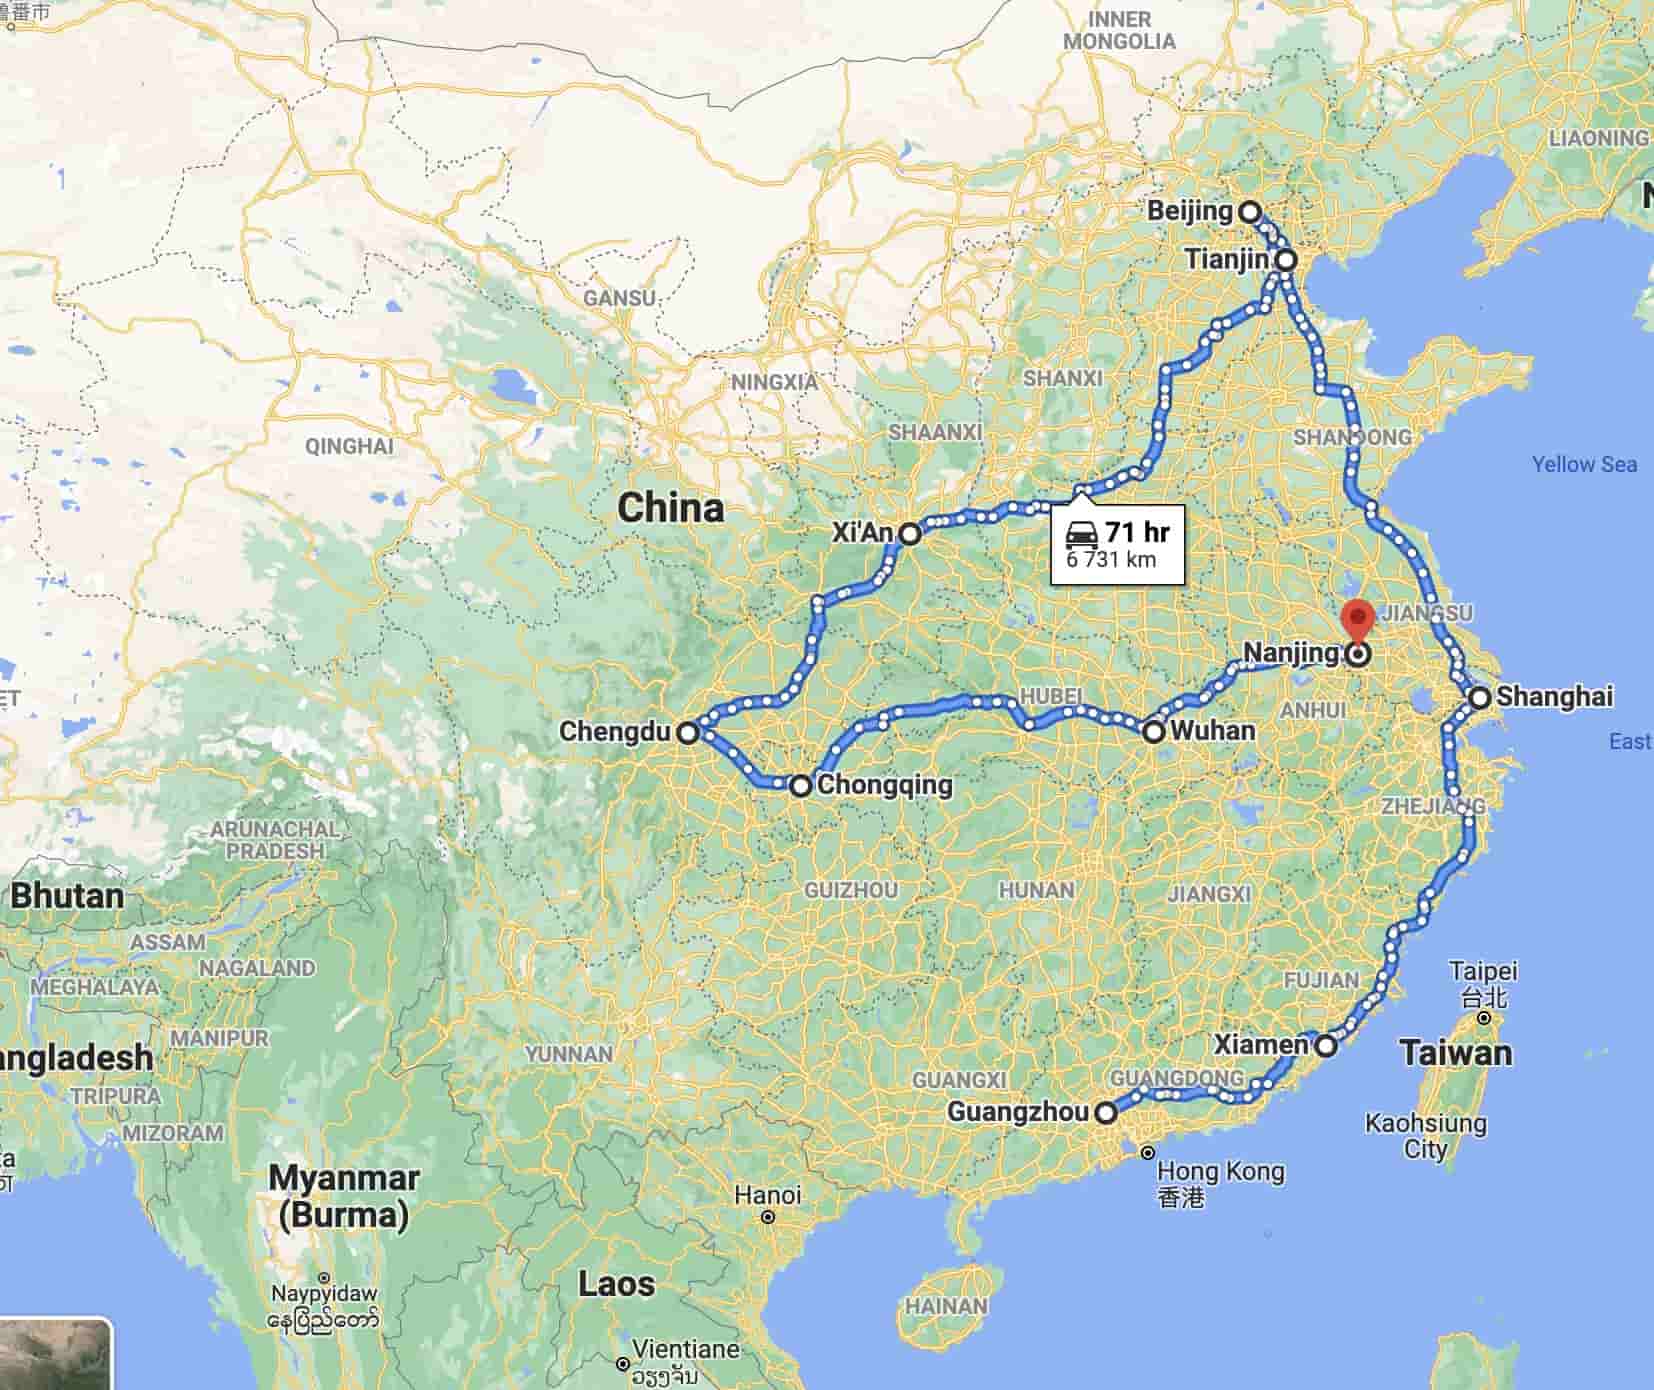 魯番市
INNER
MONGOLIA
LIAONING
Beijing
Tianjin
GANSU
SHANXI
NINGXIA
SHAANXI
SHANDONG
QINGHAI
Yellow Sea
China
Xi'An
71 hr
6 731 km
JIANGSU
Nanjing
ET
HUBEI
Shanghai
ANHUI
Chengdu
Wuhan
East
Chongqing
ZHEJIANG
ARUNACHAL
PRADESH
Bhutan
GUIZHOU
HUNAN
JIANGXI
ASSAM
NAGALAND
MEGHALAYA
FUJIAN
Taipei
台北
MANIPUR
Xiamen
Taiwan
angladesh
YUNNAN
GUANGXI
GUANGDONG
TRIPURA
Guangzhou
Kaohsiung
City
MIZORAM
Hong Kong
香港
Myanmar
(Burma)
Hanoi
Laos
Naypyidaw
နေပြည်တော်
HAINAN
Vientiane
ວຽງຈັນ